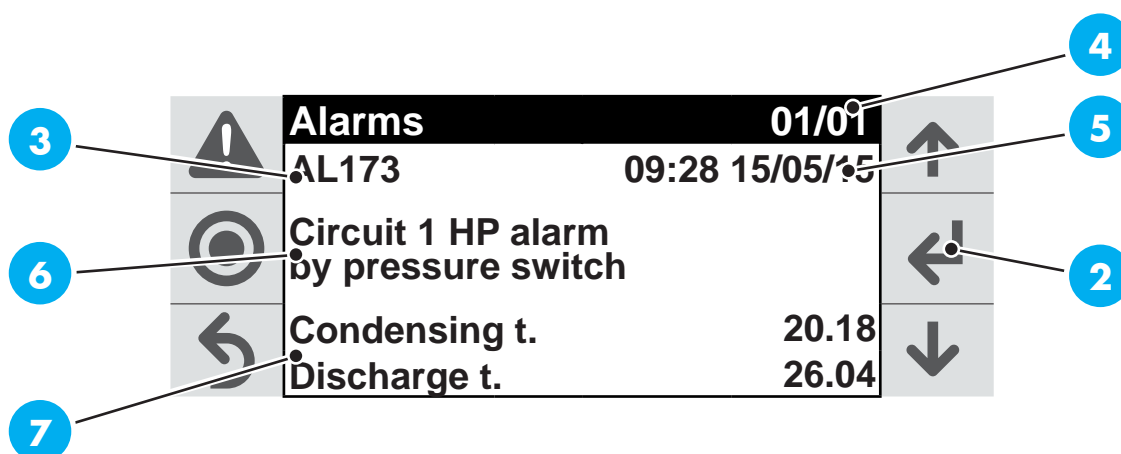 4
Alarms 01/01
5
3
AL173 09:28 15/05/15
Circuit 1 HP alarm
6
by pressure switch
2
Condensing t. 20.18
Discharge t. 26.04
7